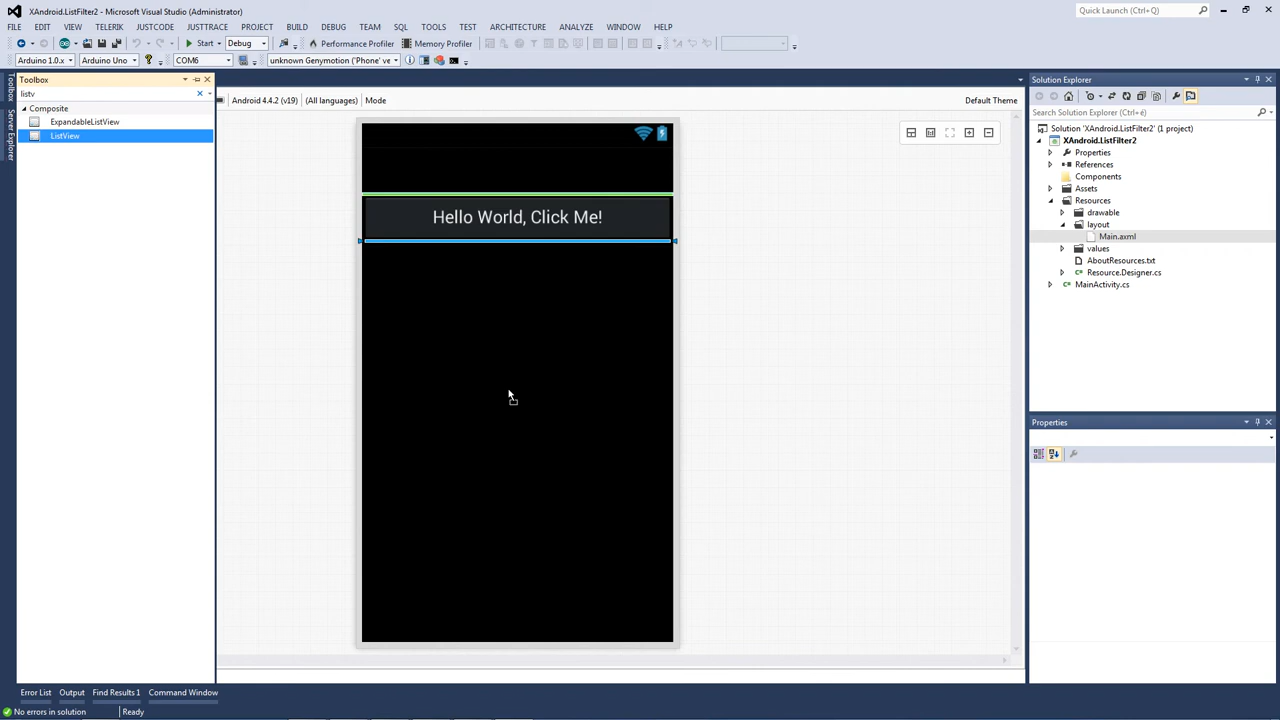 XAndroid.ListFilter2 - Microsoft Visual Studio (Administrator)
Quick Launch (Ctrl+Q)
FILE EDIT VIEW TELERIK JUSTCODE JUSTTRACE PROJECT BUILD DEBUG TEAM SQL TOOLS TEST ARCHITECTURE ANALYZE WINDOW HELP
Start Debug Performance Profiler Memory Profiler
Arduino 1.0.x Arduino Uno COM6 unknown Genymotion ('Phone' ve
Toolbox
listv
Composite
ExpandableListView
ListView
Toolbox
Server Explorer
Android 4.4.2 (v19) (All languages) Mode Default Theme
Hello World, Click Me!
Solution Explorer
Search Solution Explorer (Ctrl+è)
Solution 'XAndroid.ListFilter2' (1 project)
XAndroid.ListFilter2
Properties
References
Components
Assets
Resources
drawable
layout
Main.axml
values
AboutResources.txt
Resource.Designer.cs
MainActivity.cs
Properties
Error List Output Find Results 1 Command Window
No errors in solution Ready